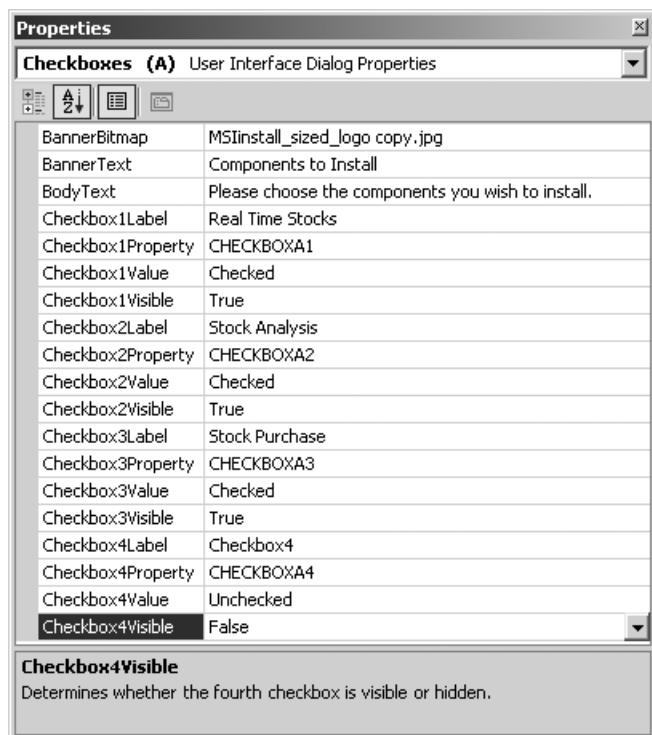 Properties
Checkboxes (A) User Interface Dialog Properties
BannerBitmap MSIinstall_sized_logo copy.jpg
BannerText Components to Install
BodyText Please choose the components you wish to install.
Checkbox1Label Real Time Stocks
Checkbox1Property CHECKBOXA1
Checkbox1Value Checked
Checkbox1Visible True
Checkbox2Label Stock Analysis
Checkbox2Property CHECKBOXA2
Checkbox2Value Checked
Checkbox2Visible True
Checkbox3Label Stock Purchase
Checkbox3Property CHECKBOXA3
Checkbox3Value Checked
Checkbox3Visible True
Checkbox4Label Checkbox4
Checkbox4Property CHECKBOXA4
Checkbox4Value Unchecked
Checkbox4Visible False
Checkbox4Visible
Determines whether the fourth checkbox is visible or hidden.